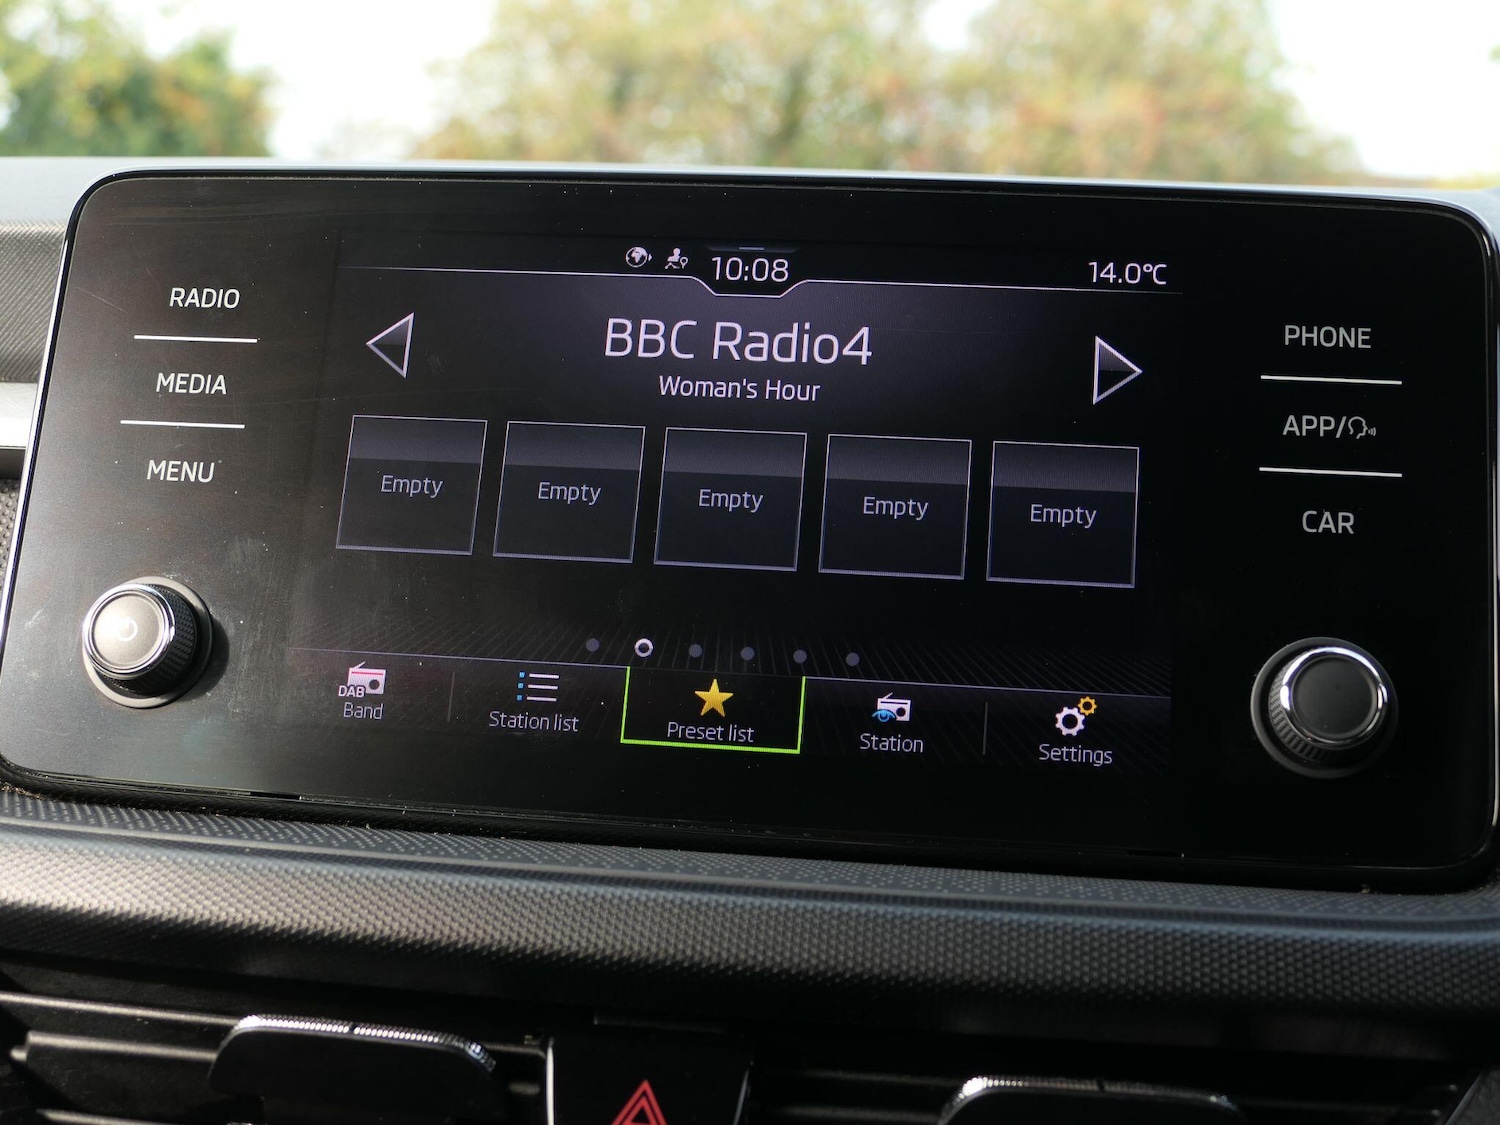 10:08
14.0°C
RADIO
MEDIA
MENU
BBC Radio4
Woman's Hour
Empty
Empty
Empty
Empty
Empty
PHONE
APP/
CAR
DAB
Band
Station list
Preset list
Station
Settings